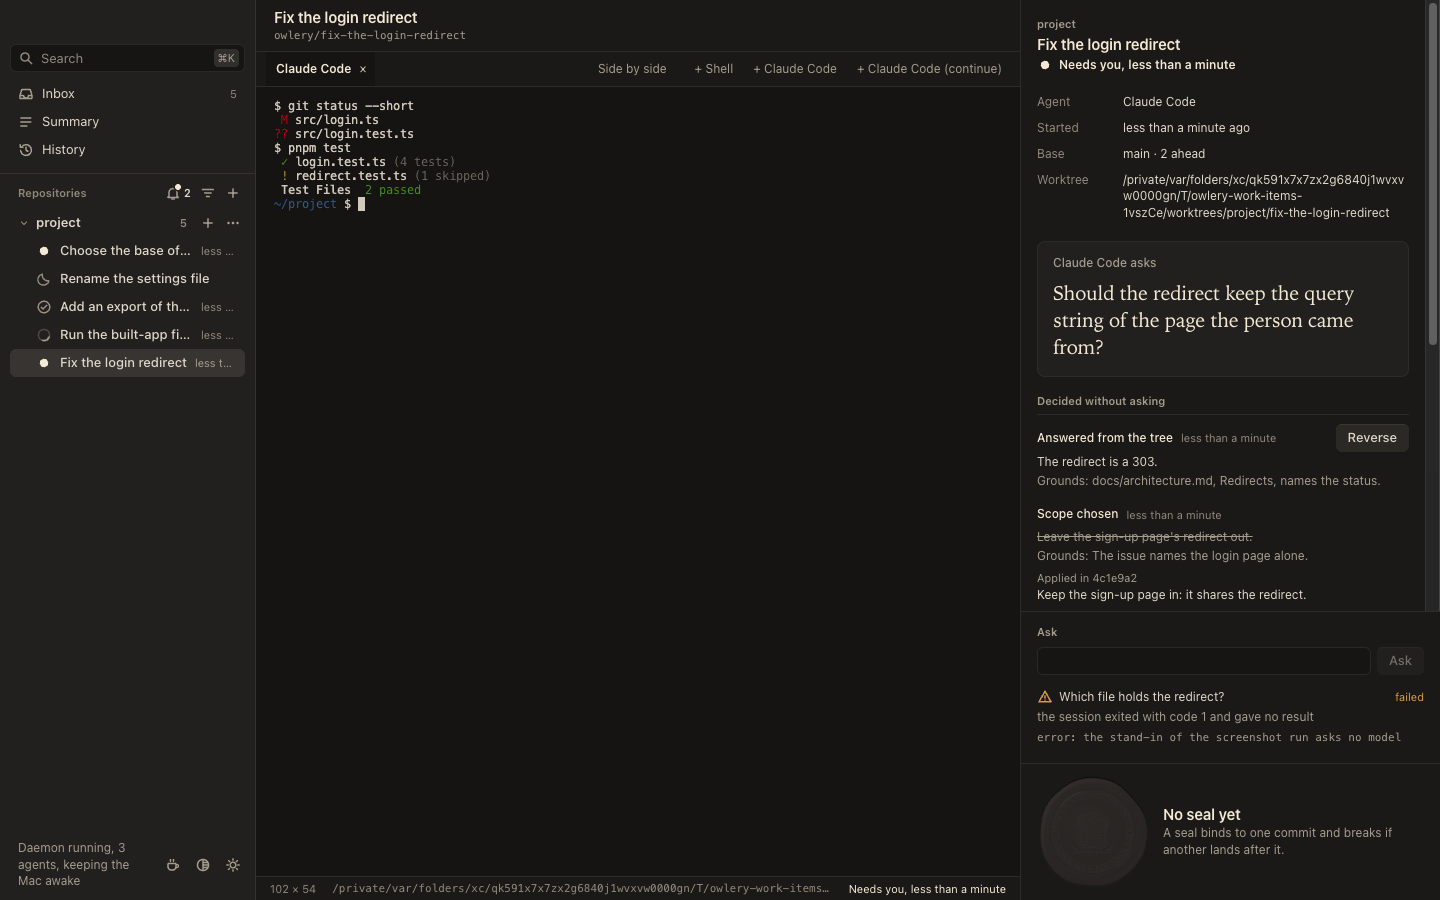 Search ⌘K
Inbox 5
Summary
History
Repositories 2
project 5
Choose the base of... less ...
Rename the settings file
Add an export of th... less ...
Run the built-app fi... less ...
Fix the login redirect less t...
Daemon running, 3
agents, keeping the
Mac awake
Fix the login redirect
owlery/fix-the-login-redirect
Claude Code × Side by side + Shell + Claude Code + Claude Code (continue)
$ git status --short
M src/login.ts
?? src/login.test.ts
$ pnpm test
✓ login.test.ts (4 tests)
! redirect.test.ts (1 skipped)
Test Files 2 passed
~/project $
102 × 54 /private/var/folders/xc/qk591x7x7zx2g6840j1wvxvw0000gn/T/owlery-work-items… Needs you, less than a minute
project
Fix the login redirect
Needs you, less than a minute
Agent Claude Code
Started less than a minute ago
Base main · 2 ahead
Worktree /private/var/folders/xc/qk591x7x7zx2g6840j1wvxv
w0000gn/T/owlery-work-items-
1vszCe/worktrees/project/fix-the-login-redirect
Claude Code asks
Should the redirect keep the query
string of the page the person came
from?
Decided without asking
Answered from the tree less than a minute Reverse
The redirect is a 303.
Grounds: docs/architecture.md, Redirects, names the status.
Scope chosen less than a minute
Leave the sign-up page's redirect out.
Grounds: The issue names the login page alone.
Applied in 4c1e9a2
Keep the sign-up page in: it shares the redirect.
Ask
Ask
Which file holds the redirect? failed
the session exited with code 1 and gave no result
error: the stand-in of the screenshot run asks no model
No seal yet
A seal binds to one commit and breaks if
another lands after it.